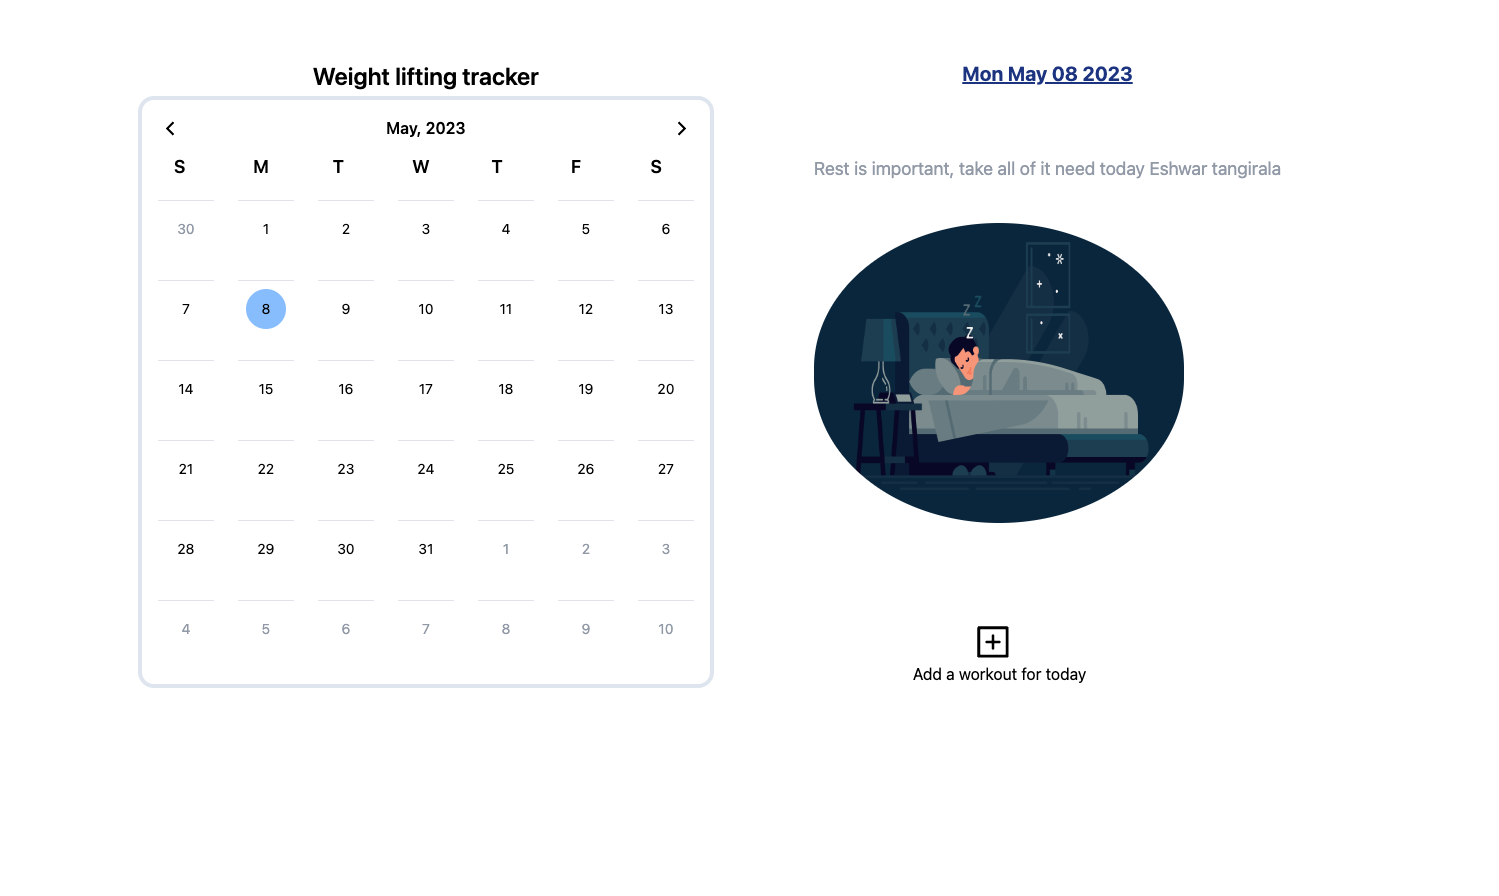 Weight lifting tracker
May, 2023
S M T W T F S
30 1 2 3 4 5 6
7 8 9 10 11 12 13
14 15 16 17 18 19 20
21 22 23 24 25 26 27
28 29 30 31 1 2 3
4 5 6 7 8 9 10
Mon May 08 2023
Rest is important, take all of it need today Eshwar tangirala
Z
Z
Z
Add a workout for today